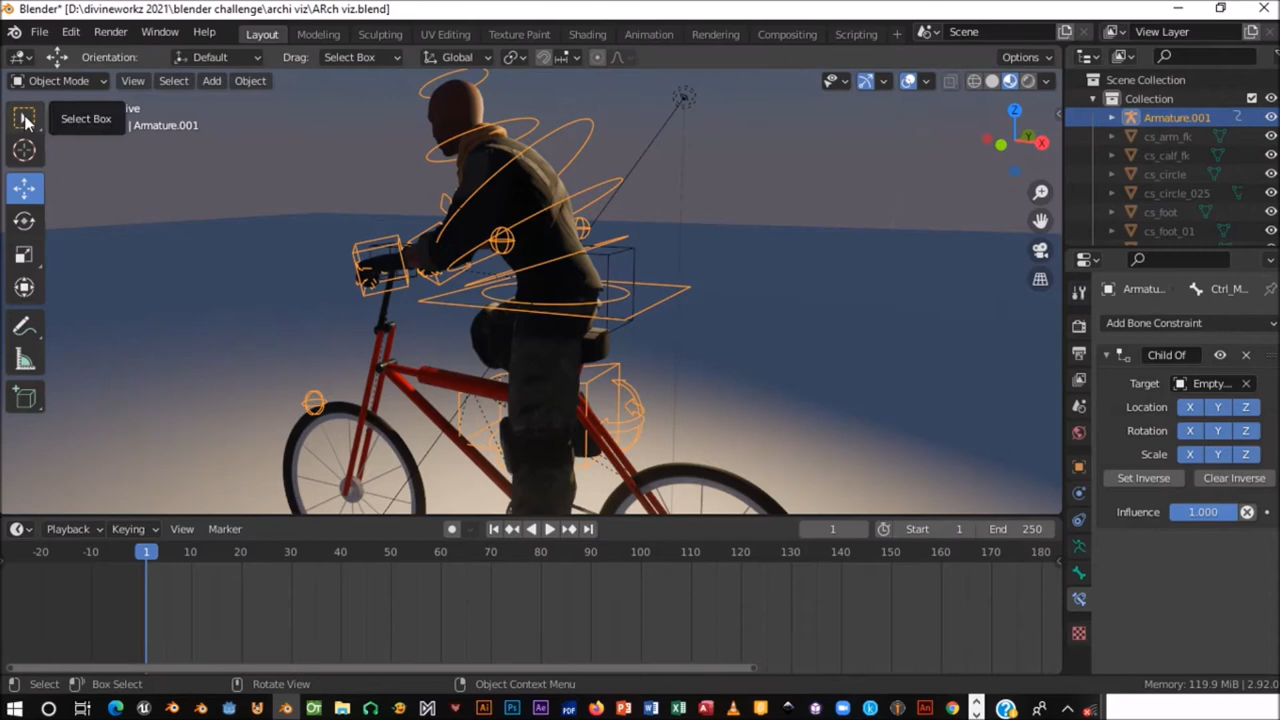 Blender* [D:\divineworkz 2021\blender challenge\archi viz\ARch viz.blend]
File Edit Render Window Help Layout Modeling Sculpting UV Editing Texture Paint Shading Animation Rendering Compositing Scripting + Scene View Layer
Orientation: Default Drag: Select Box Global Options
Object Mode View Select Add Object
Scene Collection
Collection
Select Box
| Armature.001
Armature.001
cs_arm_fk
cs_calf_fk
cs_circle
cs_circle_025
cs_foot
cs_foot_01
Z
Y
X
Armatu... Ctrl_M...
Add Bone Constraint
Child Of
Target Empty...
Location X Y Z
Rotation X Y Z
Scale X Y Z
Set Inverse Clear Inverse
Influence 1.000
Playback Keying View Marker 1 Start 1 End 250
-20 -10 1 10 20 30 40 50 60 70 80 90 100 110 120 130 140 150 160 170 180
Select Box Select Rotate View Object Context Menu Memory: 119.9 MiB | 2.92.0